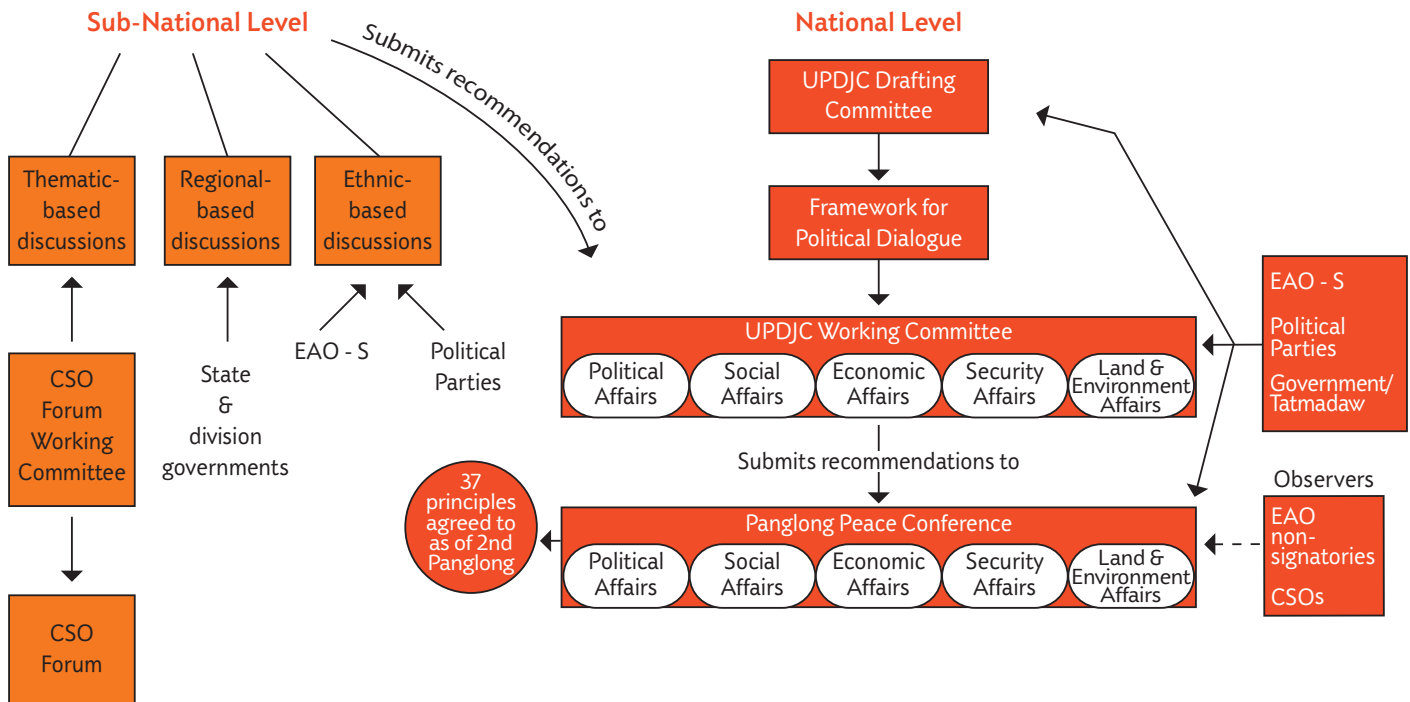 Sub-National Level
Submits recommendations to
National Level
Thematic-
based
discussions
Regional-
based
discussions
Ethnic-
based
discussions
EAO - S
Political
Parties
State
&
division
governments
CSO
Forum
Working
Committee
CSO
Forum
UPDJC Drafting
Committee
Framework for
Political Dialogue
UPDJC Working Committee
Political
Affairs
Social
Affairs
Economic
Affairs
Security
Affairs
Land &
Environment
Affairs
Submits recommendations to
37
principles
agreed to
as of 2nd
Panglong
Panglong Peace Conference
Political
Affairs
Social
Affairs
Economic
Affairs
Security
Affairs
Land &
Environment
Affairs
EAO - S
Political
Parties
Government/
Tatmadaw
Observers
EAO
non-
signatories
CSOs